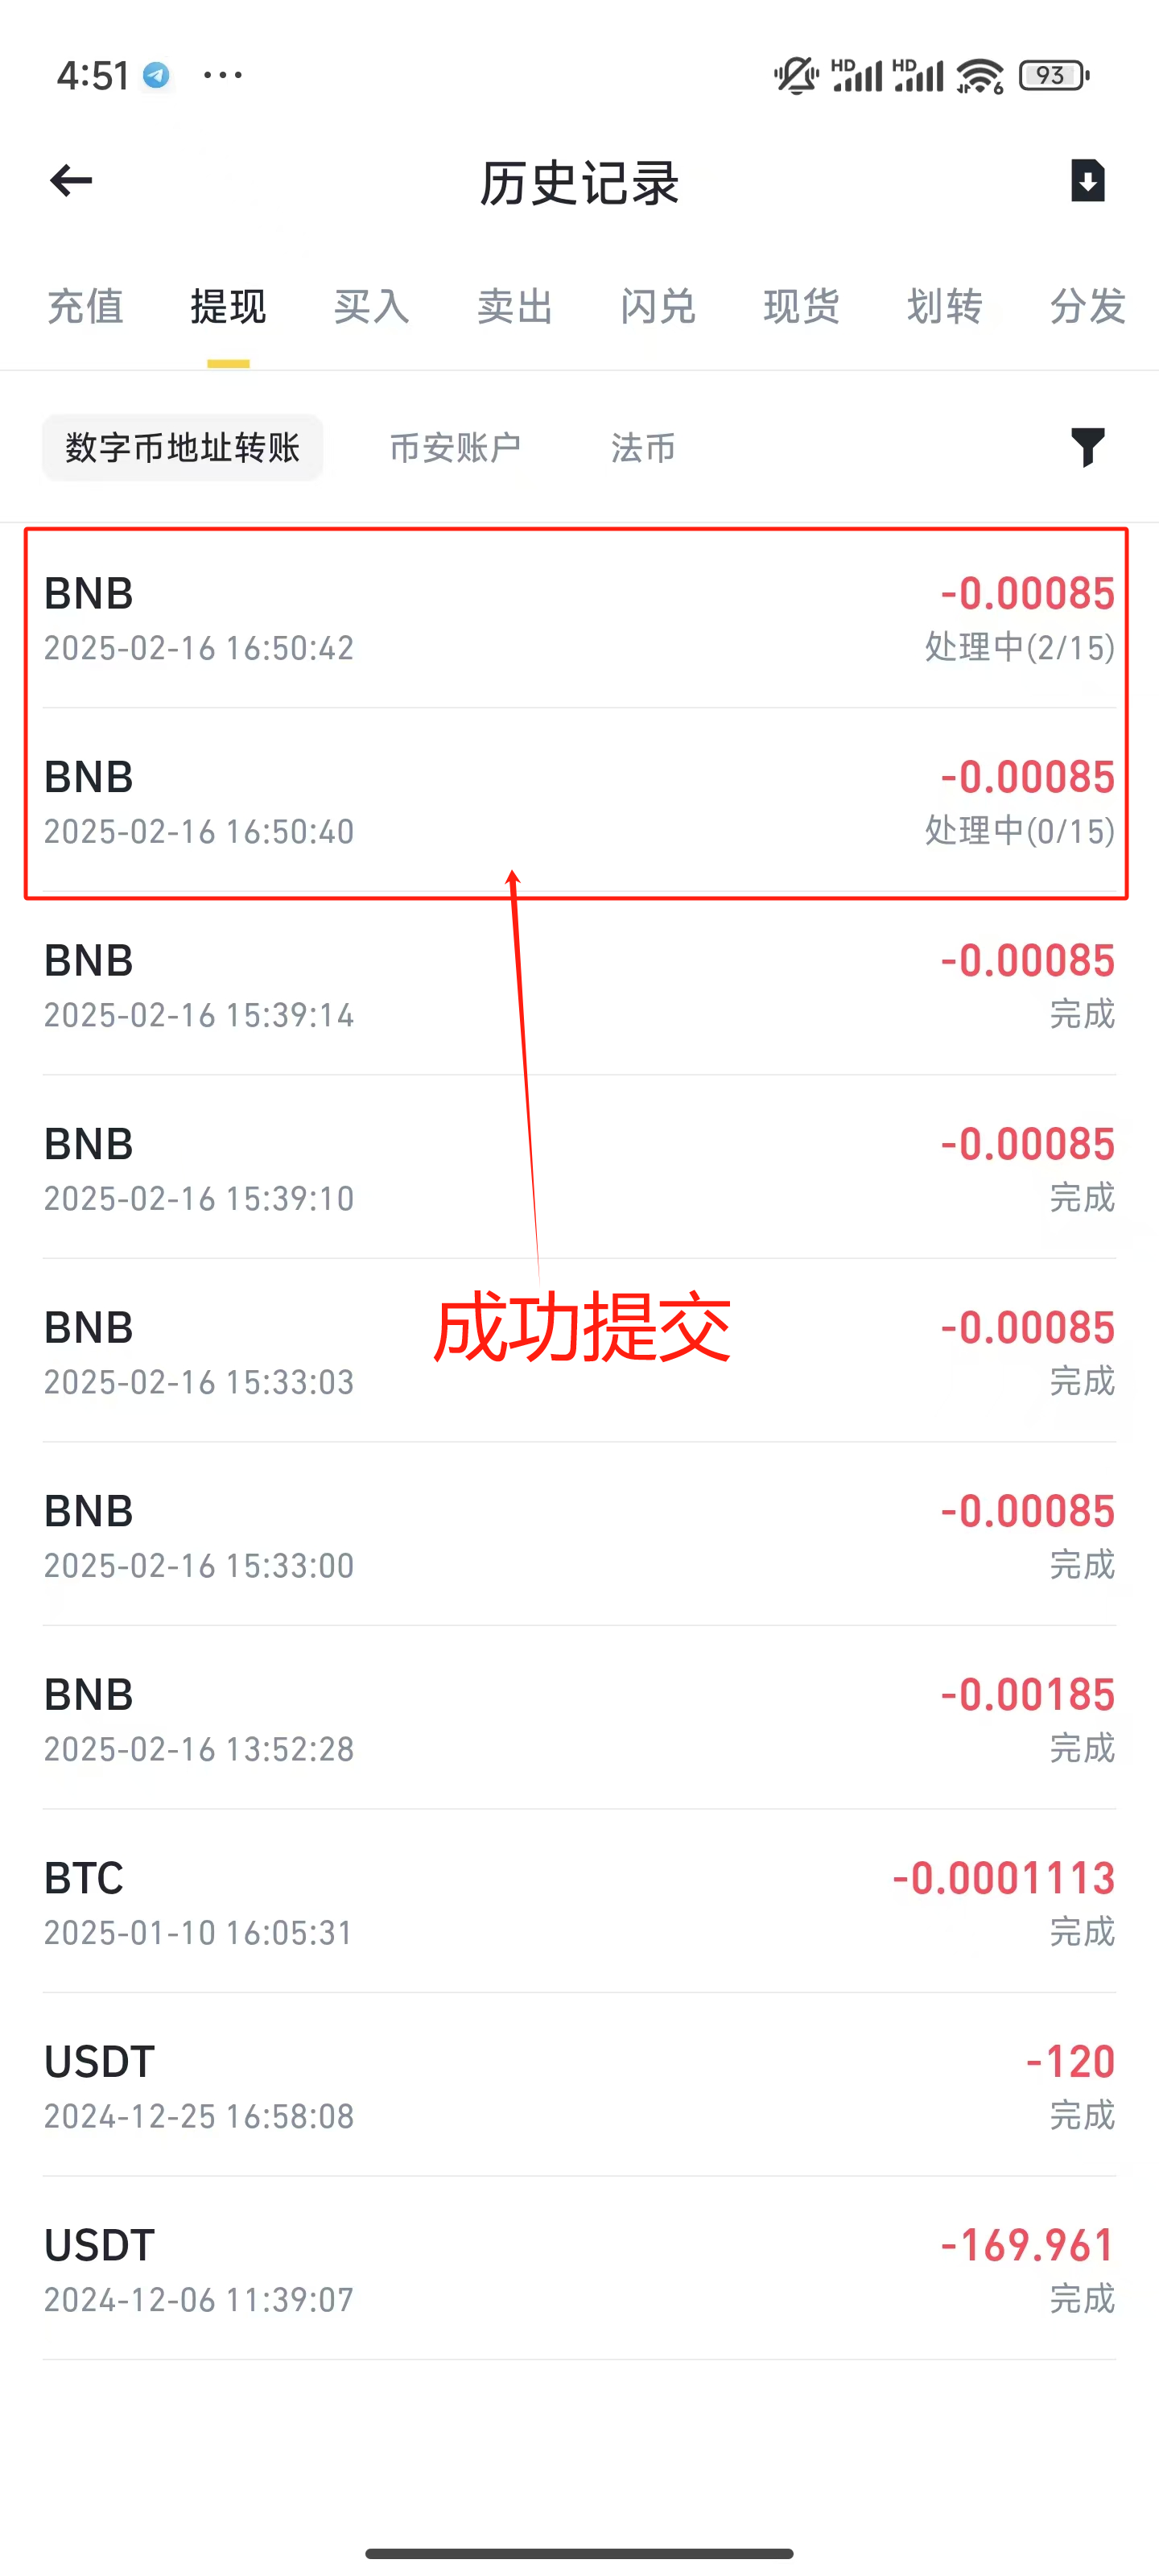 4:51 ... HD HD 6 93
历史记录
充值 提现 买入 卖出 闪兑 现货 划转 分发
数字币地址转账 币安账户 法币
BNB -0.00085
2025-02-16 16:50:42 处理中(2/15)
BNB -0.00085
2025-02-16 16:50:40 处理中(0/15)
BNB -0.00085
2025-02-16 15:39:14 完成
BNB -0.00085
2025-02-16 15:39:10 完成
成功提交
BNB -0.00085
2025-02-16 15:33:03 完成
BNB -0.00085
2025-02-16 15:33:00 完成
BNB -0.00185
2025-02-16 13:52:28 完成
BTC -0.0001113
2025-01-10 16:05:31 完成
USDT -120
2024-12-25 16:58:08 完成
USDT -169.961
2024-12-06 11:39:07 完成